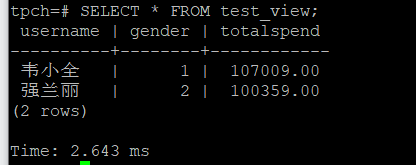 tpch=# SELECT * FROM test_view;
username | gender | totalspend
----------+--------+------------
韦小全 | 1 | 107009.00
强兰丽 | 2 | 100359.00
(2 rows)
Time: 2.643 ms